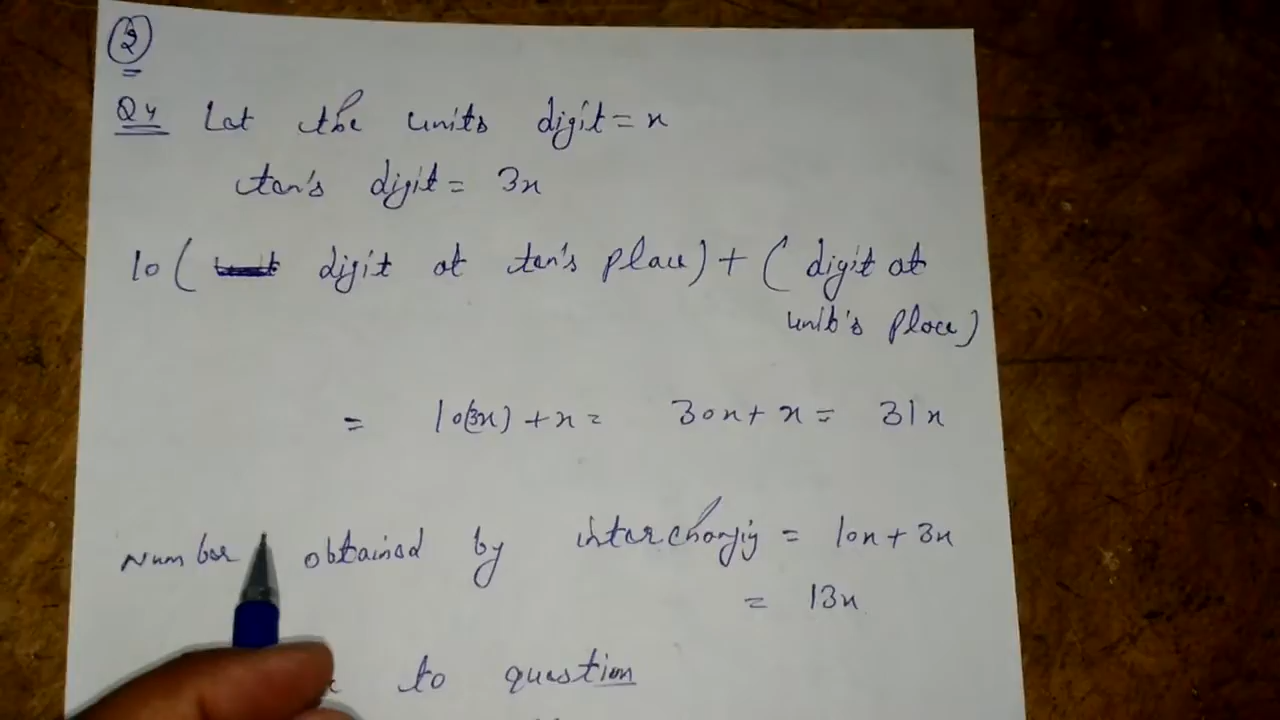 2
Q4 Let the units digit = x
ten's digit = 3x
10 ( digit at ten's place) + ( digit at
unit's place)
= 10(3x) + x = 30x + x = 31x
Number obtained by interchanging = 10x + 3x
= 13x
to question